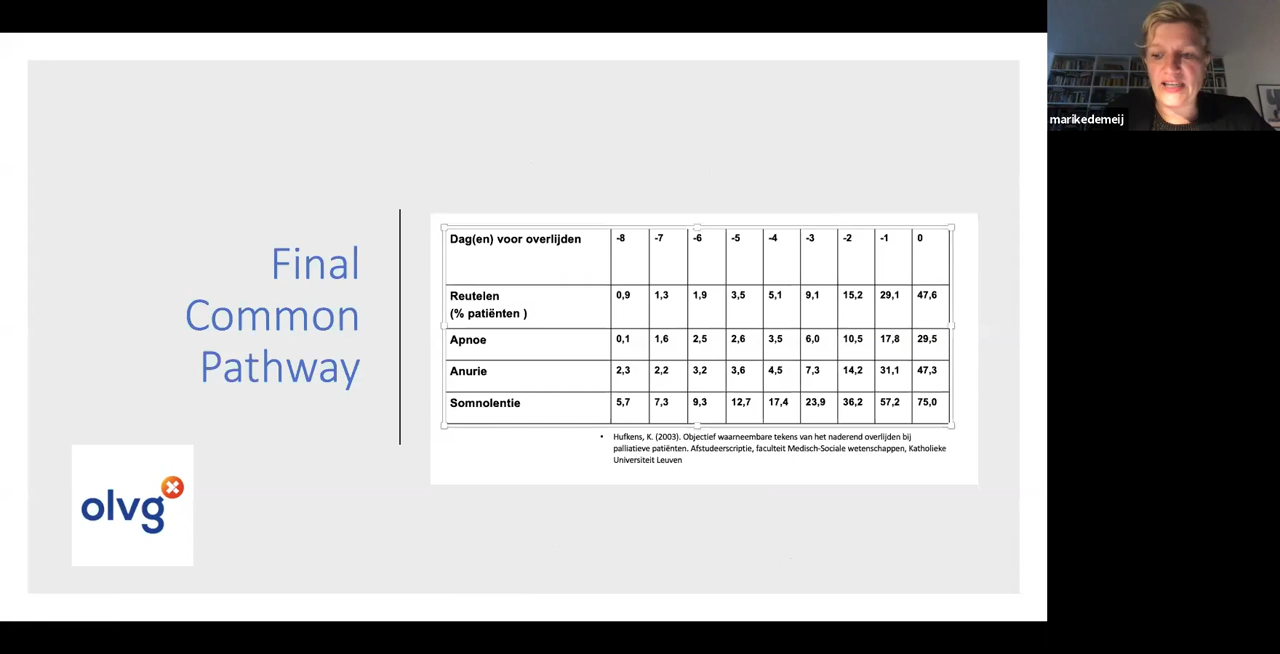 marikedemeij
Final
Common
Pathway
Dag(en) voor overlijden -8 -7 -6 -5 -4 -3 -2 -1 0
Reutelen 0,9 1,3 1,9 3,5 5,1 9,1 15,2 29,1 47,6
(% patiënten )
Apnoe 0,1 1,6 2,5 2,6 3,5 6,0 10,5 17,8 29,5
Anurie 2,3 2,2 3,2 3,6 4,5 7,3 14,2 31,1 47,3
Somnolentie 5,7 7,3 9,3 12,7 17,4 23,9 36,2 57,2 75,0
• Hufkens, K. (2003). Objectief waarneembare tekens van het naderend overlijden bij
palliatieve patiënten. Afstudeerscriptie, faculteit Medisch-Sociale wetenschappen, Katholieke
Universiteit Leuven
olvg